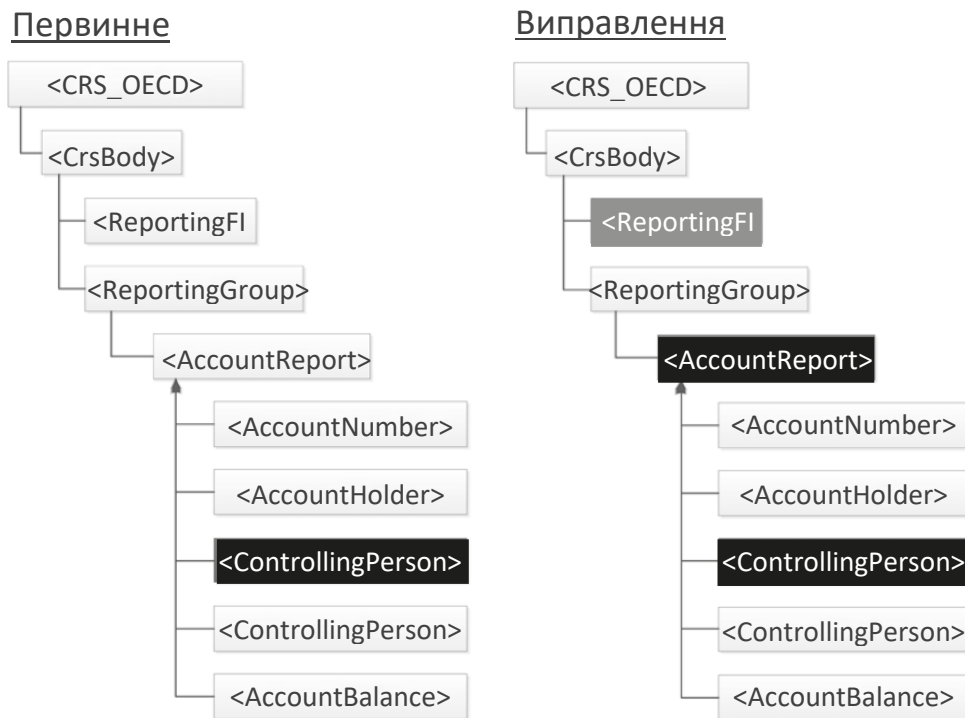 Первинне
<CRS_OECD>
<CrsBody>
<ReportingFI
<ReportingGroup>
<AccountReport>
<AccountNumber>
<AccountHolder>
<ControllingPerson>
<ControllingPerson>
<AccountBalance>
Виправлення
<CRS_OECD>
<CrsBody>
<ReportingFI
<ReportingGroup>
<AccountReport>
<AccountNumber>
<AccountHolder>
<ControllingPerson>
<ControllingPerson>
<AccountBalance>